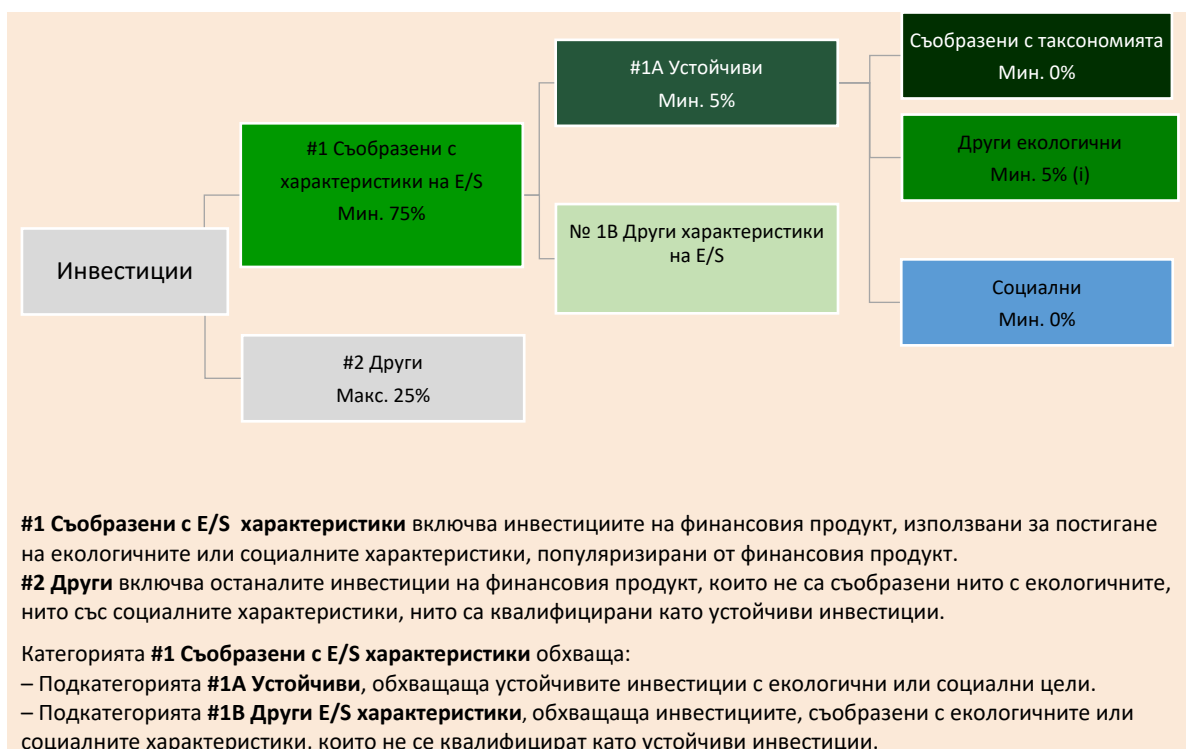 Инвестиции
#1 Съобразени с
характеристики на E/S
Мин. 75%
#2 Други
Макс. 25%
#1А Устойчиви
Мин. 5%
№ 1В Други характеристики
на E/S
Съобразени с таксономията
Мин. 0%
Други екологични
Мин. 5% (i)
Социални
Мин. 0%
#1 Съобразени с E/S характеристики включва инвестициите на финансовия продукт, използвани за постигане
на екологичните или социалните характеристики, популяризирани от финансовия продукт.
#2 Други включва останалите инвестиции на финансовия продукт, които не са съобразени нито с екологичните,
нито със социалните характеристики, нито са квалифицирани като устойчиви инвестиции.
Категорията #1 Съобразени с E/S характеристики обхваща:
– Подкатегорията #1А Устойчиви, обхващаща устойчивите инвестиции с екологични или социални цели.
– Подкатегорията #1В Други E/S характеристики, обхващаща инвестициите, съобразени с екологичните или
социалните характеристики, които не се квалифицират като устойчиви инвестиции.